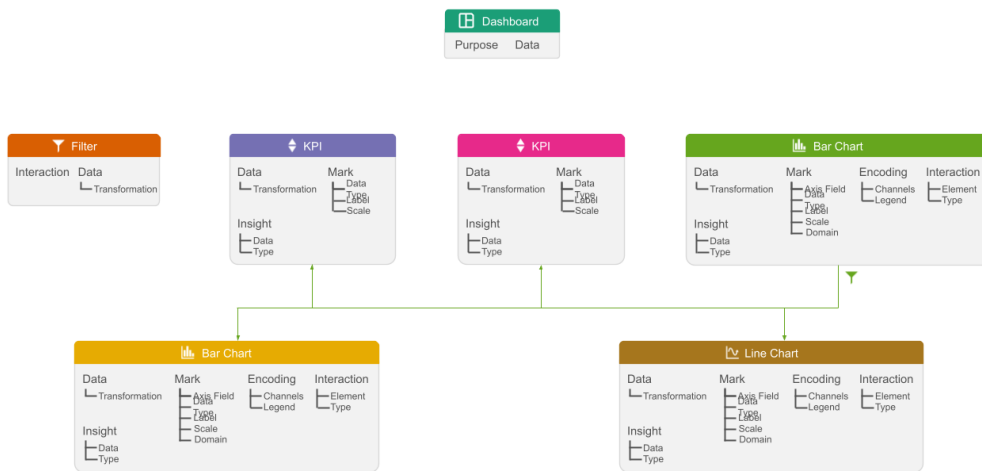 Dashboard
Purpose Data
Filter
Interaction Data
Transformation
KPI
Data Mark
Transformation Data
Type
Label
Scale
Insight
Data
Type
KPI
Data Mark
Transformation Data
Type
Label
Scale
Insight
Data
Type
Bar Chart
Data Mark Encoding Interaction
Transformation Axis Field Channels Element
Data
Type Legend Type
Label
Scale
Domain
Insight
Data
Type
Bar Chart
Data Mark Encoding Interaction
Transformation Axis Field Channels Element
Data
Type Legend Type
Label
Scale
Domain
Insight
Data
Type
Line Chart
Data Mark Encoding Interaction
Transformation Axis Field Channels Element
Data
Type Legend Type
Label
Scale
Domain
Insight
Data
Type